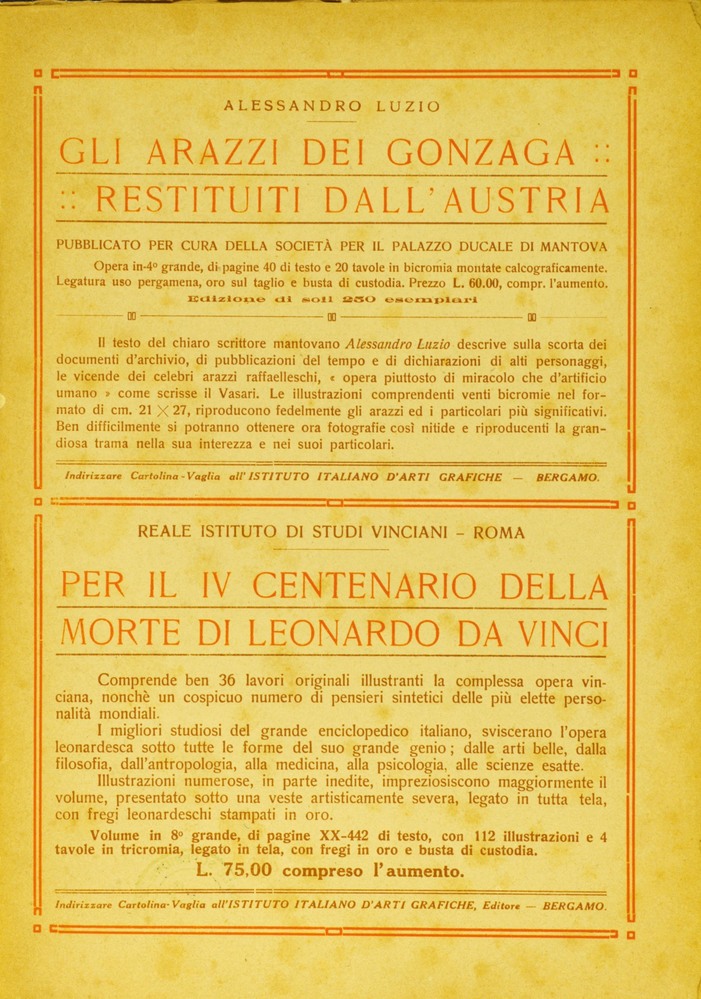 ALESSANDRO LUZIO
GLI ARAZZI DEI GONZAGA ::
:: RESTITUITI DALL'AUSTRIA
PUBBLICATO PER CURA DELLA SOCIETÀ PER IL PALAZZO DUCALE DI MANTOVA
Opera in-4º grande, di pagine 40 di testo e 20 tavole in bicromia montate calcograficamente.
Legatura uso pergamena, oro sul taglio e busta di custodia. Prezzo L. 60.00, compr. l'aumento.
Edizione di soli 250 esemplari
Il testo del chiaro scrittore mantovano Alessandro Luzio descrive sulla scorta dei
documenti d'archivio, di pubblicazioni del tempo e di dichiarazioni di alti personaggi,
le vicende dei celebri arazzi raffaelleschi, « opera piuttosto di miracolo che d'artificio
umano » come scrisse il Vasari. Le illustrazioni comprendenti venti bicromie nel for-
mato di cm. 21 × 27, riproducono fedelmente gli arazzi ed i particolari più significativi.
Ben difficilmente si potranno ottenere ora fotografie così nitide e riproducenti la gran-
diosa trama nella sua interezza e nei suoi particolari.
Indirizzare Cartolina-Vaglia all'ISTITUTO ITALIANO D'ARTI GRAFICHE — BERGAMO.
REALE ISTITUTO DI STUDI VINCIANI - ROMA
PER IL IV CENTENARIO DELLA
MORTE DI LEONARDO DA VINCI
Comprende ben 36 lavori originali illustranti la complessa opera vin-
ciana, nonchè un cospicuo numero di pensieri sintetici delle più elette perso-
nalità mondiali.
I migliori studiosi del grande enciclopedico italiano, sviscerano l'opera
leonardesca sotto tutte le forme del suo grande genio; dalle arti belle, dalla
filosofia, dall'antropologia, alla medicina, alla psicologia, alle scienze esatte.
Illustrazioni numerose, in parte inedite, impreziosiscono maggiormente il
volume, presentato sotto una veste artisticamente severa, legato in tutta tela,
con fregi leonardeschi stampati in oro.
Volume in 8º grande, di pagine XX-442 di testo, con 112 illustrazioni e 4
tavole in tricromia, legato in tela, con fregi in oro e busta di custodia.
L. 75,00 compreso l'aumento.
Indirizzare Cartolina-Vaglia all'ISTITUTO ITALIANO D'ARTI GRAFICHE, Editore — BERGAMO.